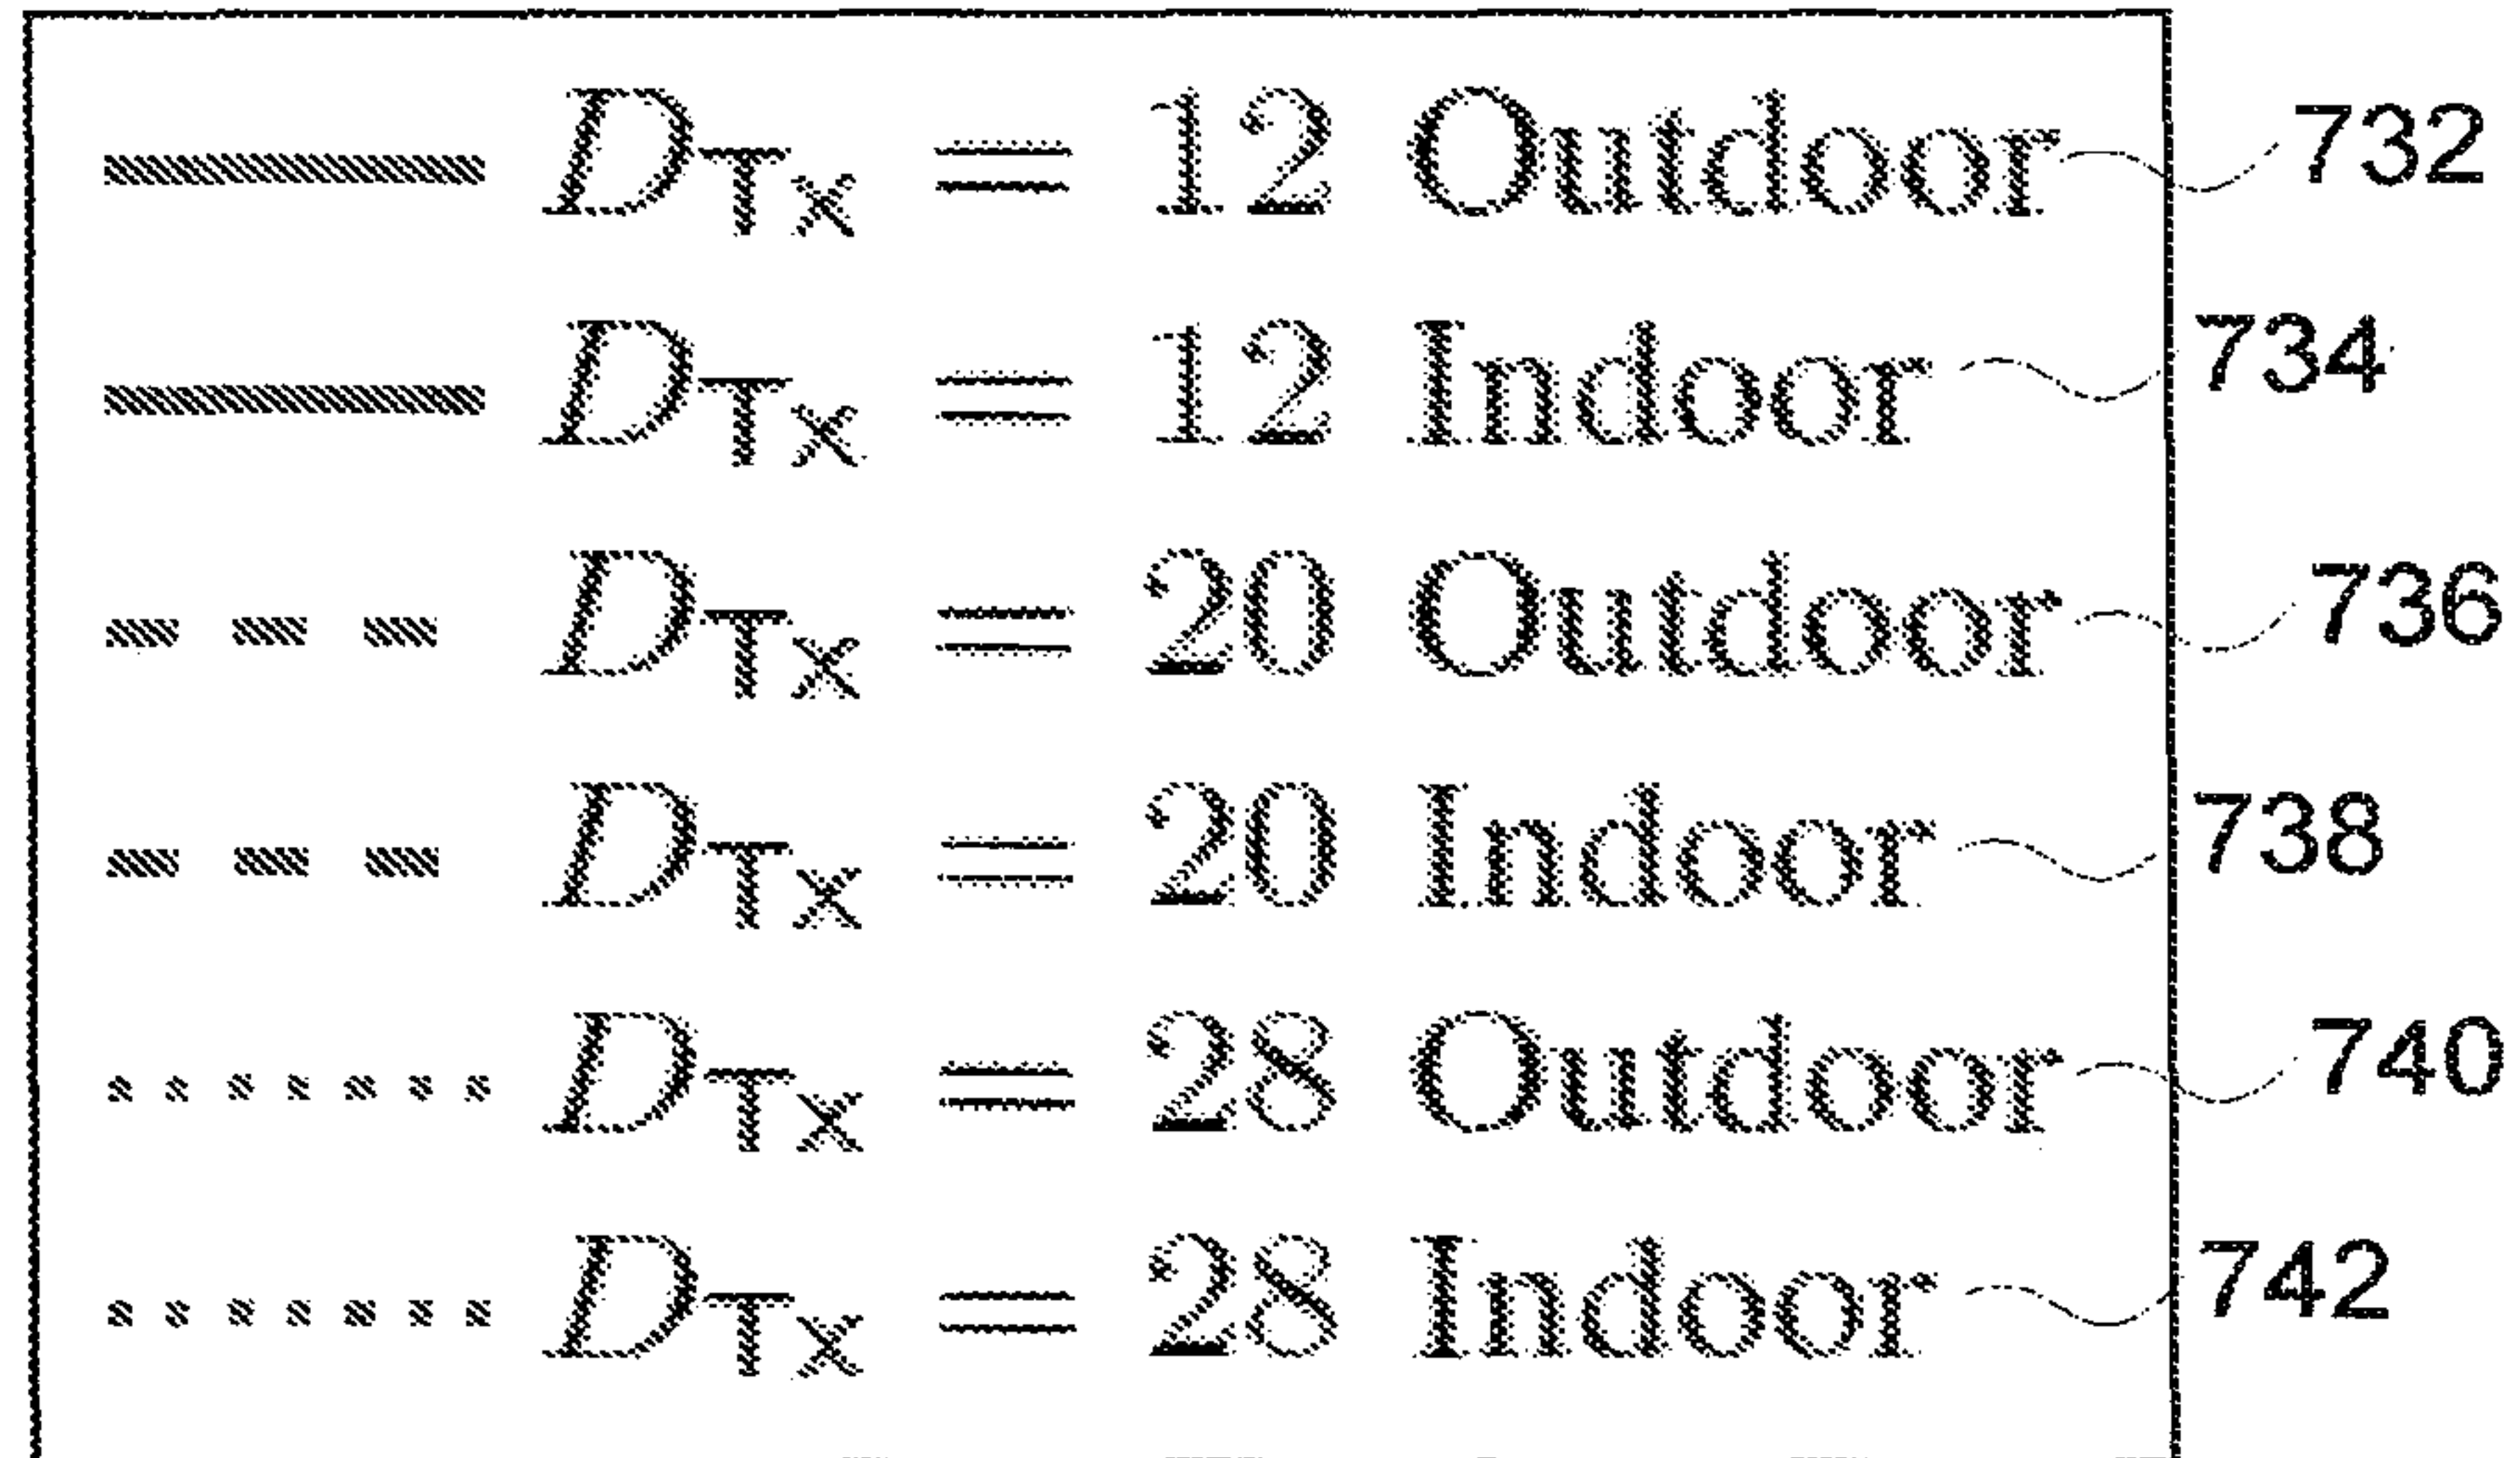 D_Tx = 12 Outdoor 732
D_Tx = 12 Indoor 734
D_Tx = 20 Outdoor 736
D_Tx = 20 Indoor 738
D_Tx = 28 Outdoor 740
D_Tx = 28 Indoor 742